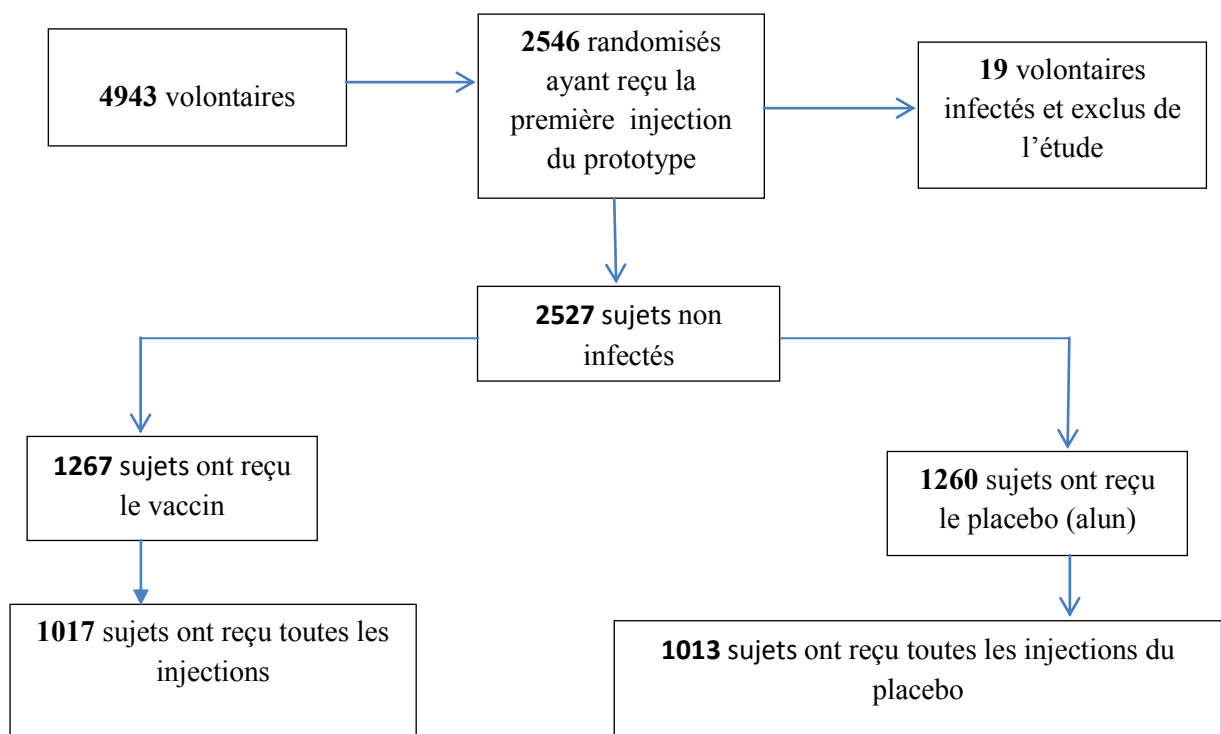 4943 volontaires
2546 randomisés
ayant reçu la
première injection
du prototype
19 volontaires
infectés et exclus de
l’étude
2527 sujets non
infectés
1267 sujets ont reçu
le vaccin
1260 sujets ont reçu
le placebo (alun)
1017 sujets ont reçu toutes les
injections
1013 sujets ont reçu toutes les injections du
placebo